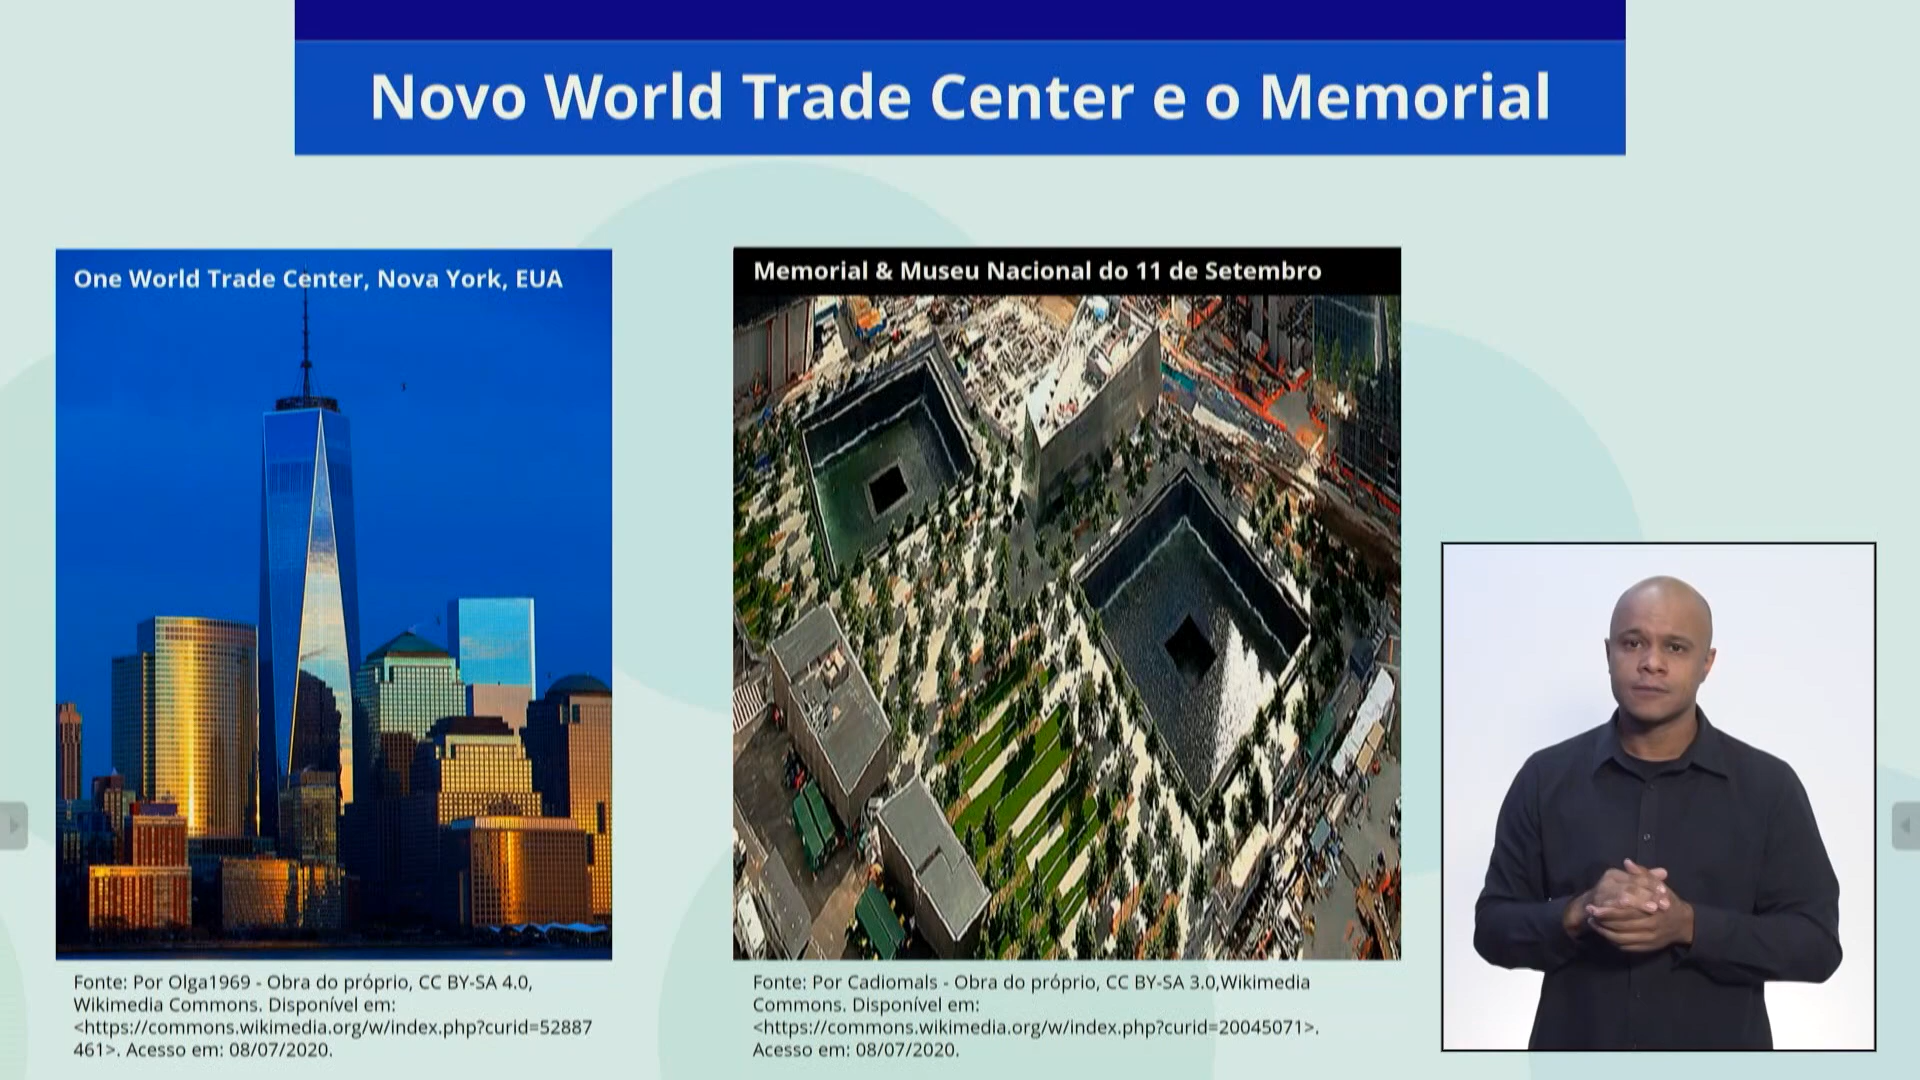 Novo World Trade Center e o Memorial
One World Trade Center, Nova York, EUA
Memorial & Museu Nacional do 11 de Setembro
Fonte: Por Olga1969 - Obra do próprio, CC BY-SA 4.0,
Wikimedia Commons. Disponível em:
<https://commons.wikimedia.org/w/index.php?curid=52887
461>. Acesso em: 08/07/2020.
Fonte: Por Cadiomals - Obra do próprio, CC BY-SA 3.0,Wikimedia
Commons. Disponível em:
<https://commons.wikimedia.org/w/index.php?curid=20045071>.
Acesso em: 08/07/2020.